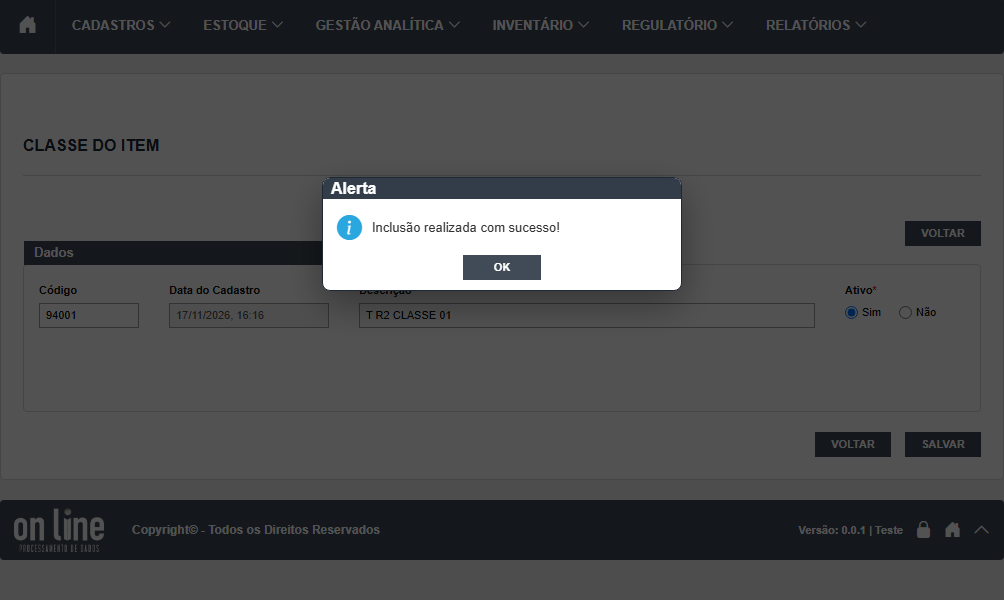 CADASTROS ESTOQUE GESTÃO ANALÍTICA INVENTÁRIO REGULATÓRIO RELATÓRIOS
CLASSE DO ITEM
Alerta
i Inclusão realizada com sucesso!
OK
VOLTAR
Dados
Código Data do Cadastro Descrição Ativo*
94001 17/11/2026, 16:16 T R2 CLASSE 01 Sim Não
VOLTAR SALVAR
on line
PROCESSAMENTO DE DADOS
Copyright© - Todos os Direitos Reservados
Versão: 0.0.1 | Teste